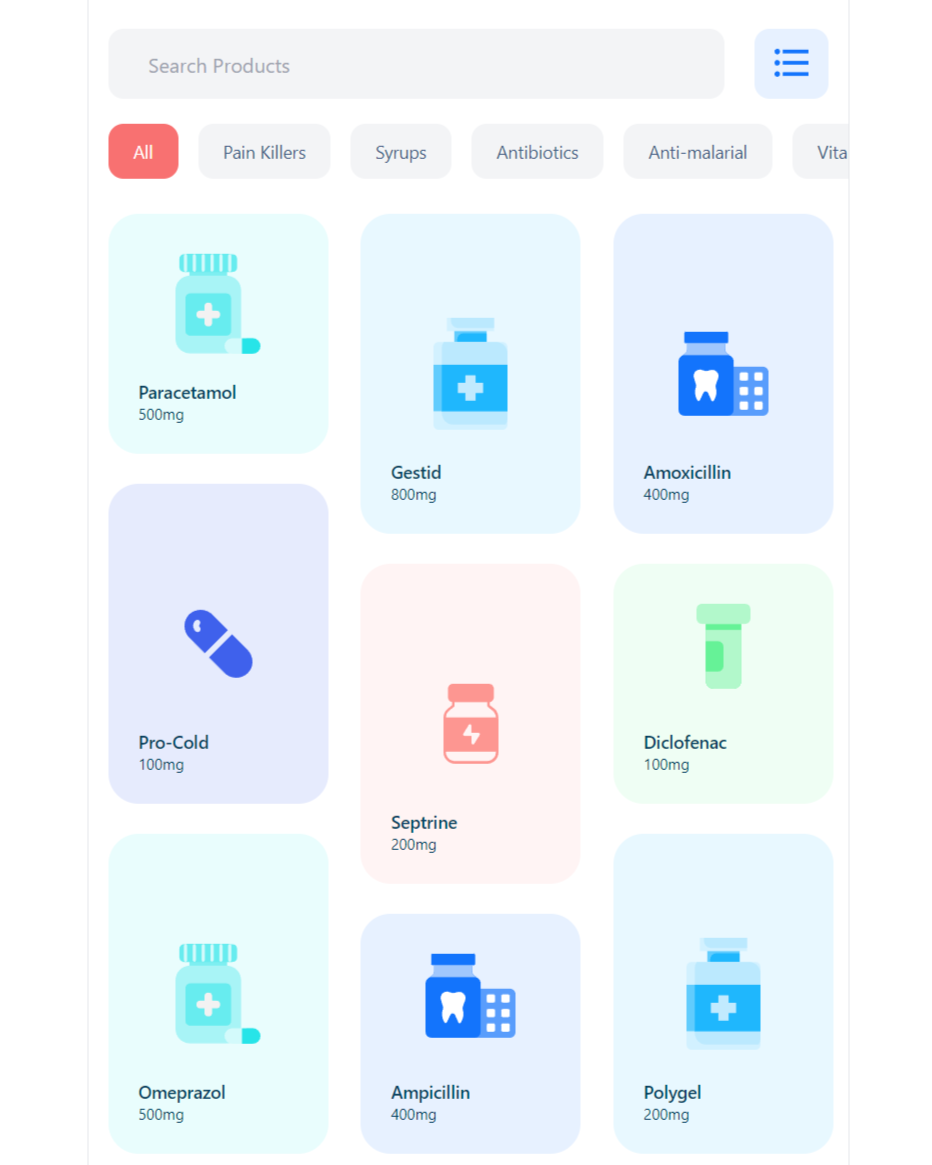 Search Products
All
Pain Killers
Syrups
Antibiotics
Anti-malarial
Vita
Paracetamol
500mg
Gestid
800mg
Amoxicillin
400mg
Pro-Cold
100mg
Septrine
200mg
Diclofenac
100mg
Omeprazol
500mg
Ampicillin
400mg
Polygel
200mg